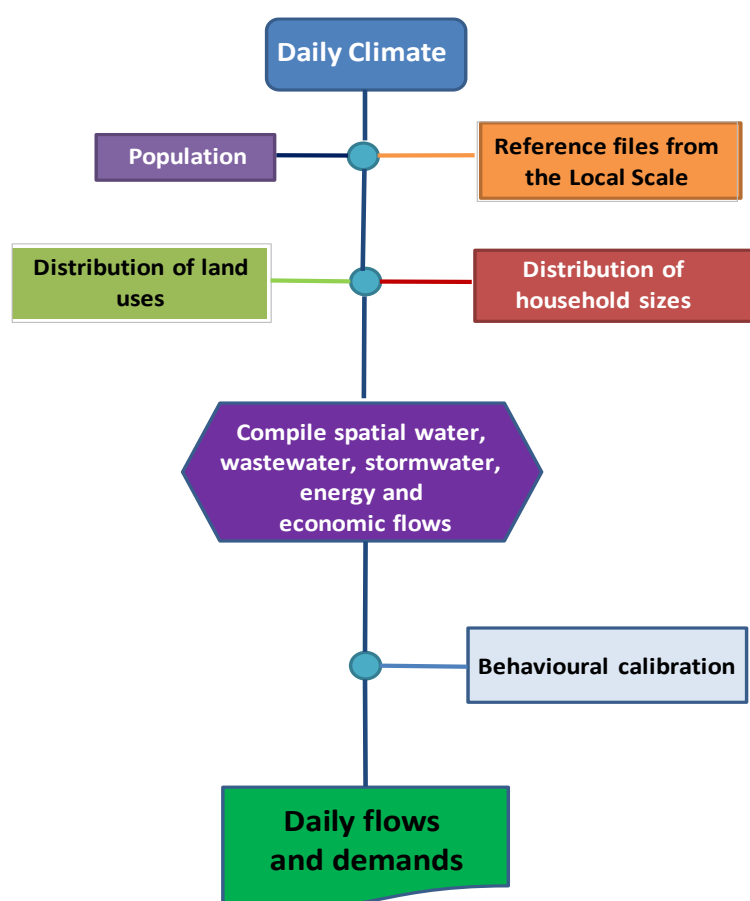 Daily Climate
Population
Reference files from
the Local Scale
Distribution of land
uses
Distribution of
household sizes
Compile spatial water,
wastewater, stormwater,
energy and
economic flows
Behavioural calibration
Daily flows
and demands